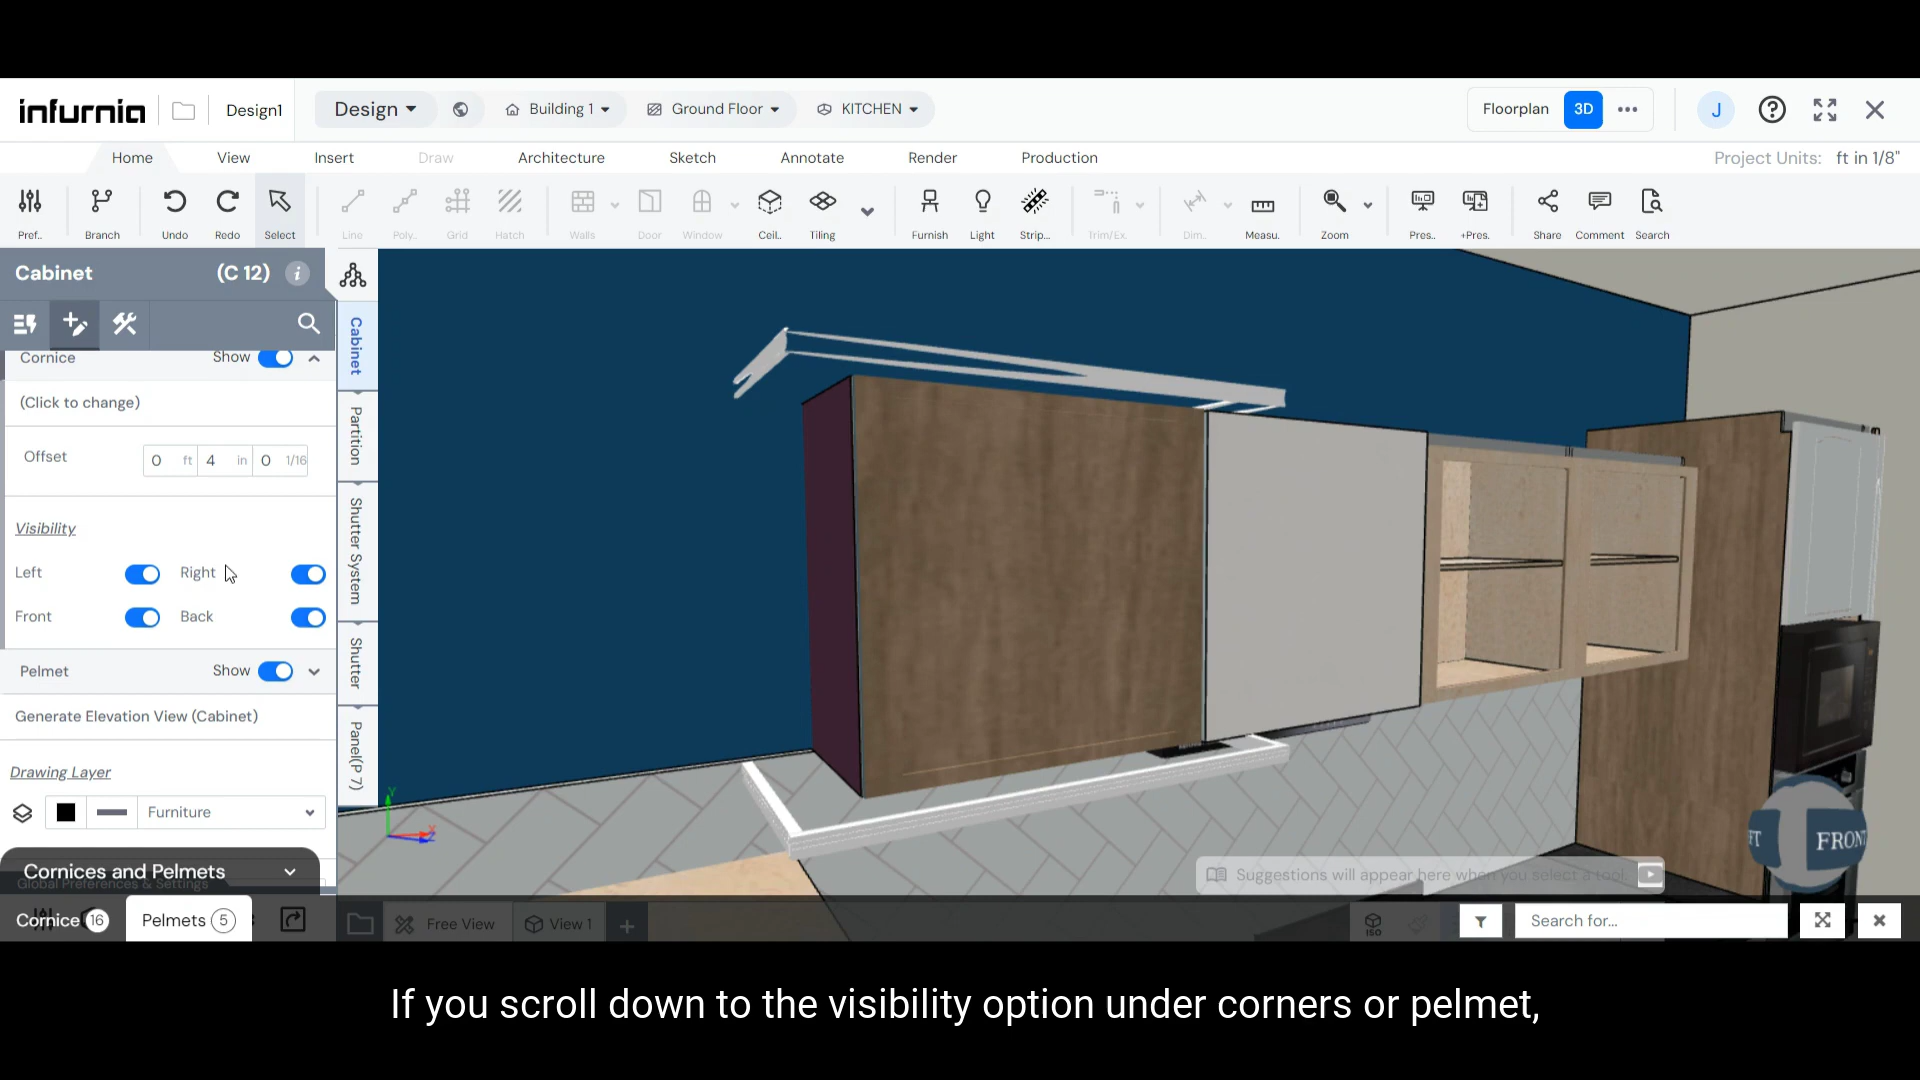 infurnia
Design1
Design
Building 1
Ground Floor
KITCHEN
Floorplan
3D
J
Home
View
Insert
Draw
Architecture
Sketch
Annotate
Render
Production
Project Units: ft in 1/8"
Pref..
Branch
Undo
Redo
Select
Line
Poly..
Grid
Hatch
Walls
Door
Window
Ceil..
Tiling
Furnish
Light
Strip...
Trim/Ex.
Dim..
Measu.
Zoom
Pres..
+Pres.
Share
Comment
Search
Cabinet
(C 12)
Cornice
Show
(Click to change)
Offset
0 ft 4 in 0 1/16
Visibility
Left
Right
Front
Back
Pelmet
Show
Generate Elevation View (Cabinet)
Drawing Layer
Furniture
Cabinet
Partition
Shutter System
Shutter
Panel(P 7)
Y
X
Z
FT
FRONT
Suggestions will appear here when you select a tool.
Cornices and Pelmets
Global Preferences & Settings
Cornice 16
Pelmets 5
Free View
View 1
ISO
Search for...
If you scroll down to the visibility option under corners or pelmet,